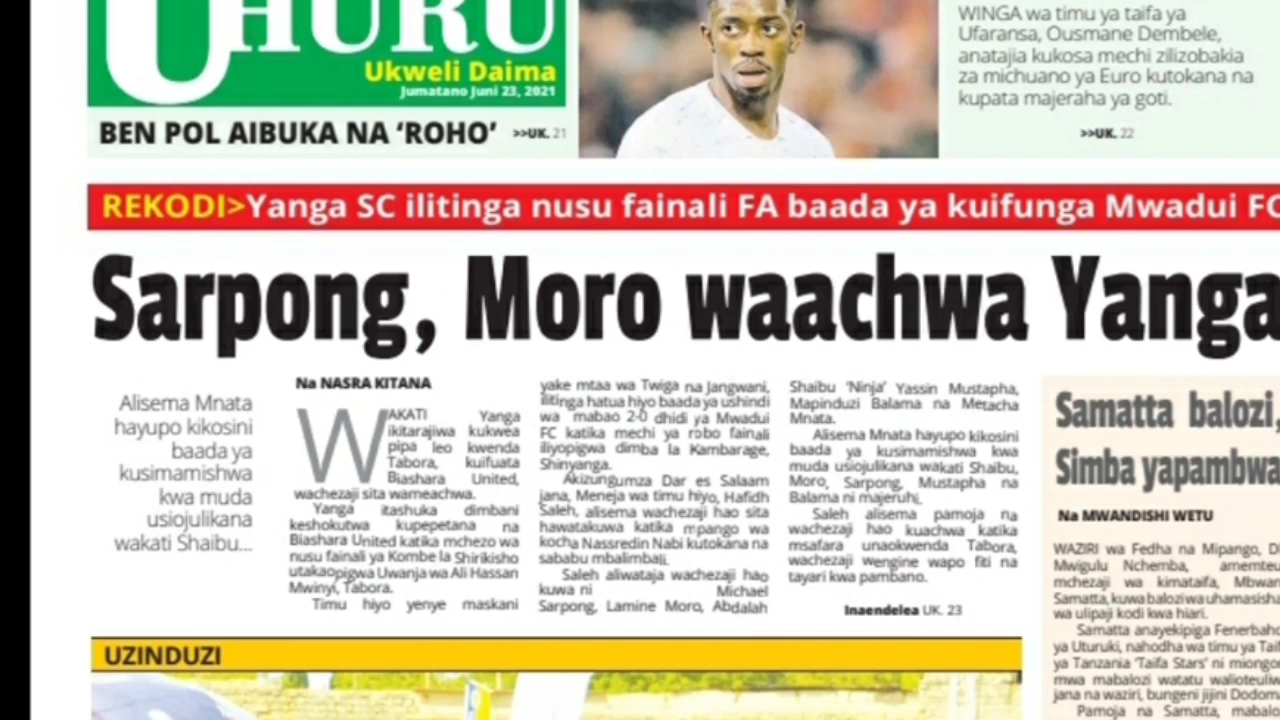 UHURU
Ukweli Daima
Jumatano Juni 23, 2021
BEN POL AIBUKA NA ‘ROHO’ >>UK. 21
WINGA wa timu ya taifa ya
Ufaransa, Ousmane Dembele,
anatajia kukosa mechi zilizobakia
za michuano ya Euro kutokana na
kupata majeraha ya goti.
>>UK. 22
REKODI>Yanga SC ilitinga nusu fainali FA baada ya kuifunga Mwadui FC
Sarpong, Moro waachwa Yanga
Alisema Mnata
hayupo kikosini
baada ya
kusimamishwa
kwa muda
usiojulikana
wakati Shaibu...
Na NASRA KITANA
WAKATI Yanga
ikitarajiwa kukwea
pipa leo kwenda
Tabora, kuifuata
Biashara United,
wachezaji sita wameachwa.
Yanga itashuka dimbani
keshokutwa kupepetana na
Biashara United katika mchezo wa
nusu fainali ya Kombe la Shirikisho
utakaopigwa Uwanja wa Ali Hassan
Mwinyi, Tabora.
Timu hiyo yenye maskani
yake mtaa wa Twiga na Jangwani,
ilitinga hatua hiyo baada ya ushindi
wa mabao 2-0 dhidi ya Mwadui
FC katika mechi ya robo fainali
iliyopigwa dimba la Kambarage,
Shinyanga.
Akizungumza Dar es Salaam
jana, Meneja wa timu hiyo, Hafidh
Saleh, alisema wachezaji hao sita
hawatakuwa katika mpango wa
kocha Nassredin Nabi kutokana na
sababu mbalimbali.
Saleh aliwataja wachezaji hao
kuwa ni Michael
Sarpong, Lamine Moro, Abdalah
Shaibu ‘Ninja’ Yassin Mustapha,
Mapinduzi Balama na Metacha
Mnata.
Alisema Mnata hayupo kikosini
baada ya kusimamishwa kwa
muda usiojulikana wakati Shaibu,
Moro, Sarpong, Mustapha na
Balama ni majeruhi.
Saleh alisema pamoja na
wachezaji hao kuachwa katika
msafara unaokwenda Tabora,
wachezaji wengine wapo fiti na
tayari kwa pambano.
Inaendelea UK. 23
Samatta balozi,
Simba yapambwa
Na MWANDISHI WETU
WAZIRI wa Fedha na Mipango,
Mwigulu Nchemba, amemteu
mchezaji wa kimataifa, Mbwan
Samatta, kuwa balozi wa uhamasisha
wa ulipaji kodi kwa hiari.
Samatta anayekipiga Fenerbahc
ya Uturuki, nahodha wa timu ya Taif
ya Tanzania ‘Taifa Stars’ ni miongo
mwa mabalozi watatu walioteuliw
jana na waziri, bungeni jijini Dodom
Pamoja na Samatta, mabalo
UZINDUZI